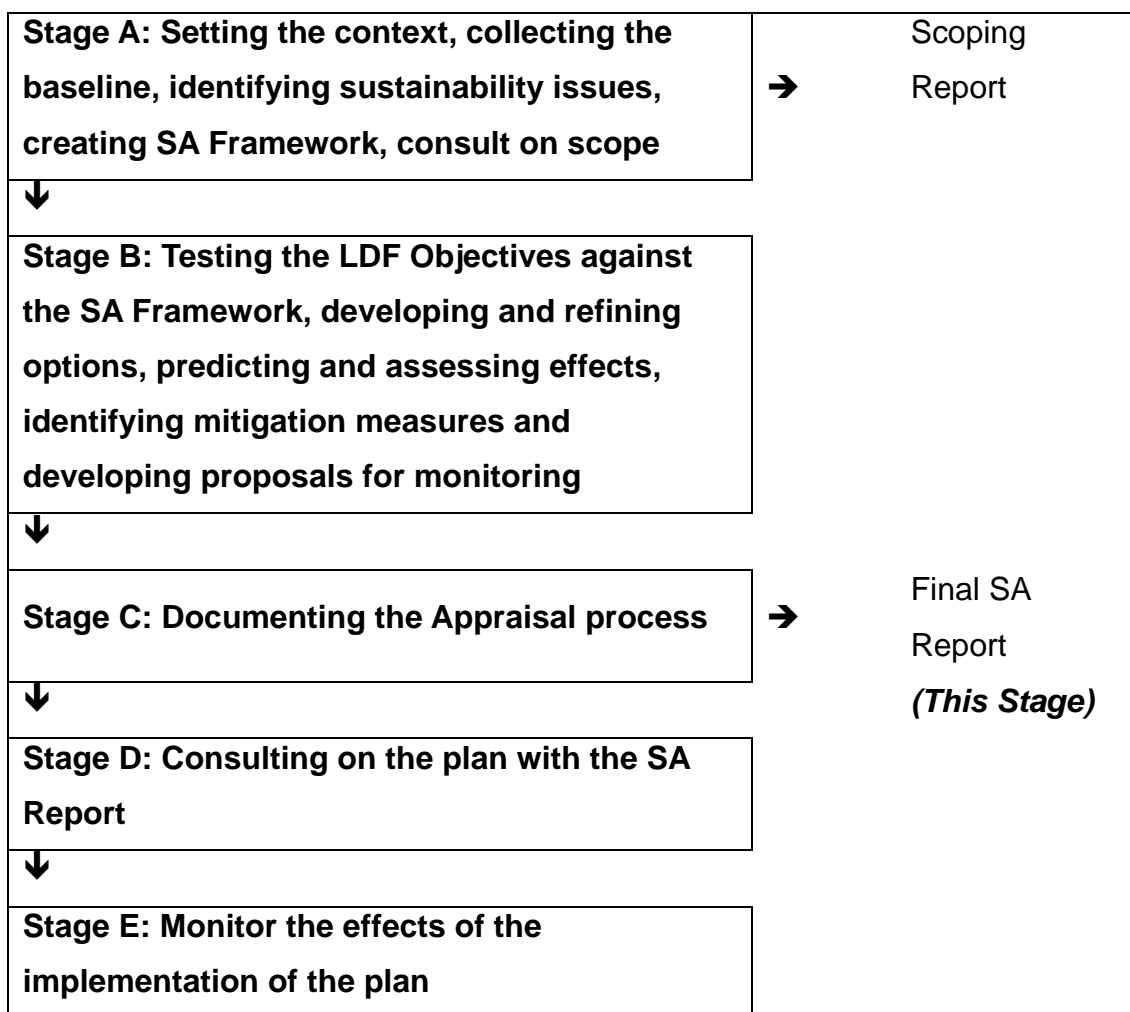 Stage A: Setting the context, collecting the
baseline, identifying sustainability issues,
creating SA Framework, consult on scope
➔
Scoping
Report
🡻
Stage B: Testing the LDF Objectives against
the SA Framework, developing and refining
options, predicting and assessing effects,
identifying mitigation measures and
developing proposals for monitoring
🡻
Stage C: Documenting the Appraisal process
➔
Final SA
Report
(This Stage)
🡻
Stage D: Consulting on the plan with the SA
Report
🡻
Stage E: Monitor the effects of the
implementation of the plan